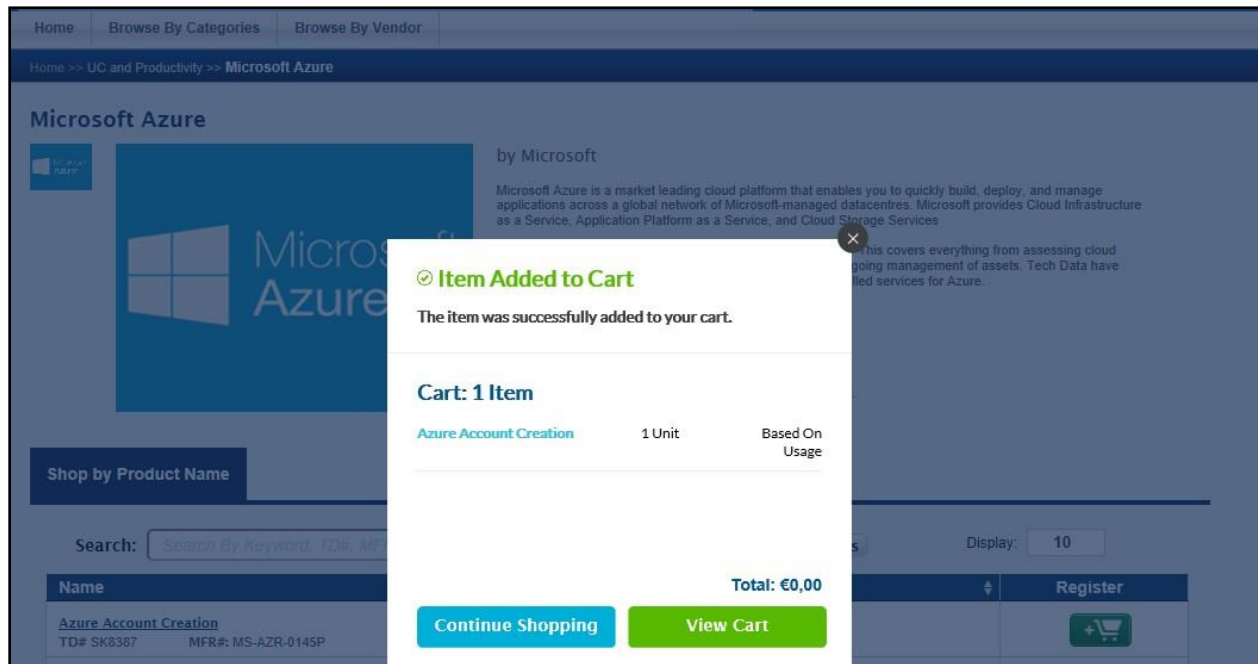 Home Browse By Categories Browse By Vendor
Home >> UC and Productivity >> Microsoft Azure
Microsoft Azure
by Microsoft
Microsoft Azure is a market leading cloud platform that enables you to quickly build, deploy, and manage
applications across a global network of Microsoft-managed datacentres. Microsoft provides Cloud Infrastructure
as a Service, Application Platform as a Service, and Cloud Storage Services
This covers everything from assessing cloud
going management of assets. Tech Data have
lled services for Azure.
Microsoft
Azure
Micros
Azure
Item Added to Cart
The item was successfully added to your cart.
Cart: 1 Item
Azure Account Creation 1 Unit Based On
Usage
Total: €0,00
Continue Shopping View Cart
Shop by Product Name
Search: Search By Keyword, TD#, MF s Display: 10
Name Register
Azure Account Creation
TD# SK8387 MFR#: MS-AZR-0145P